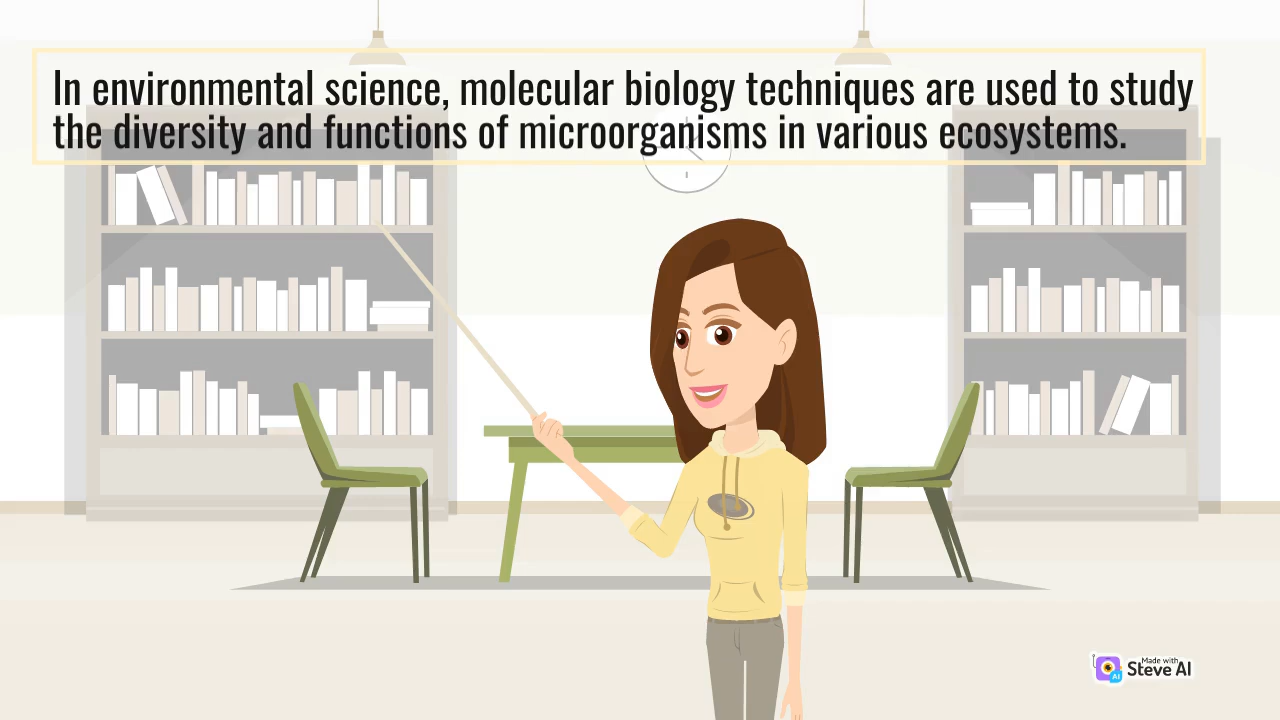 In environmental science, molecular biology techniques are used to study
the diversity and functions of microorganisms in various ecosystems.
Made with
Steve AI
AI